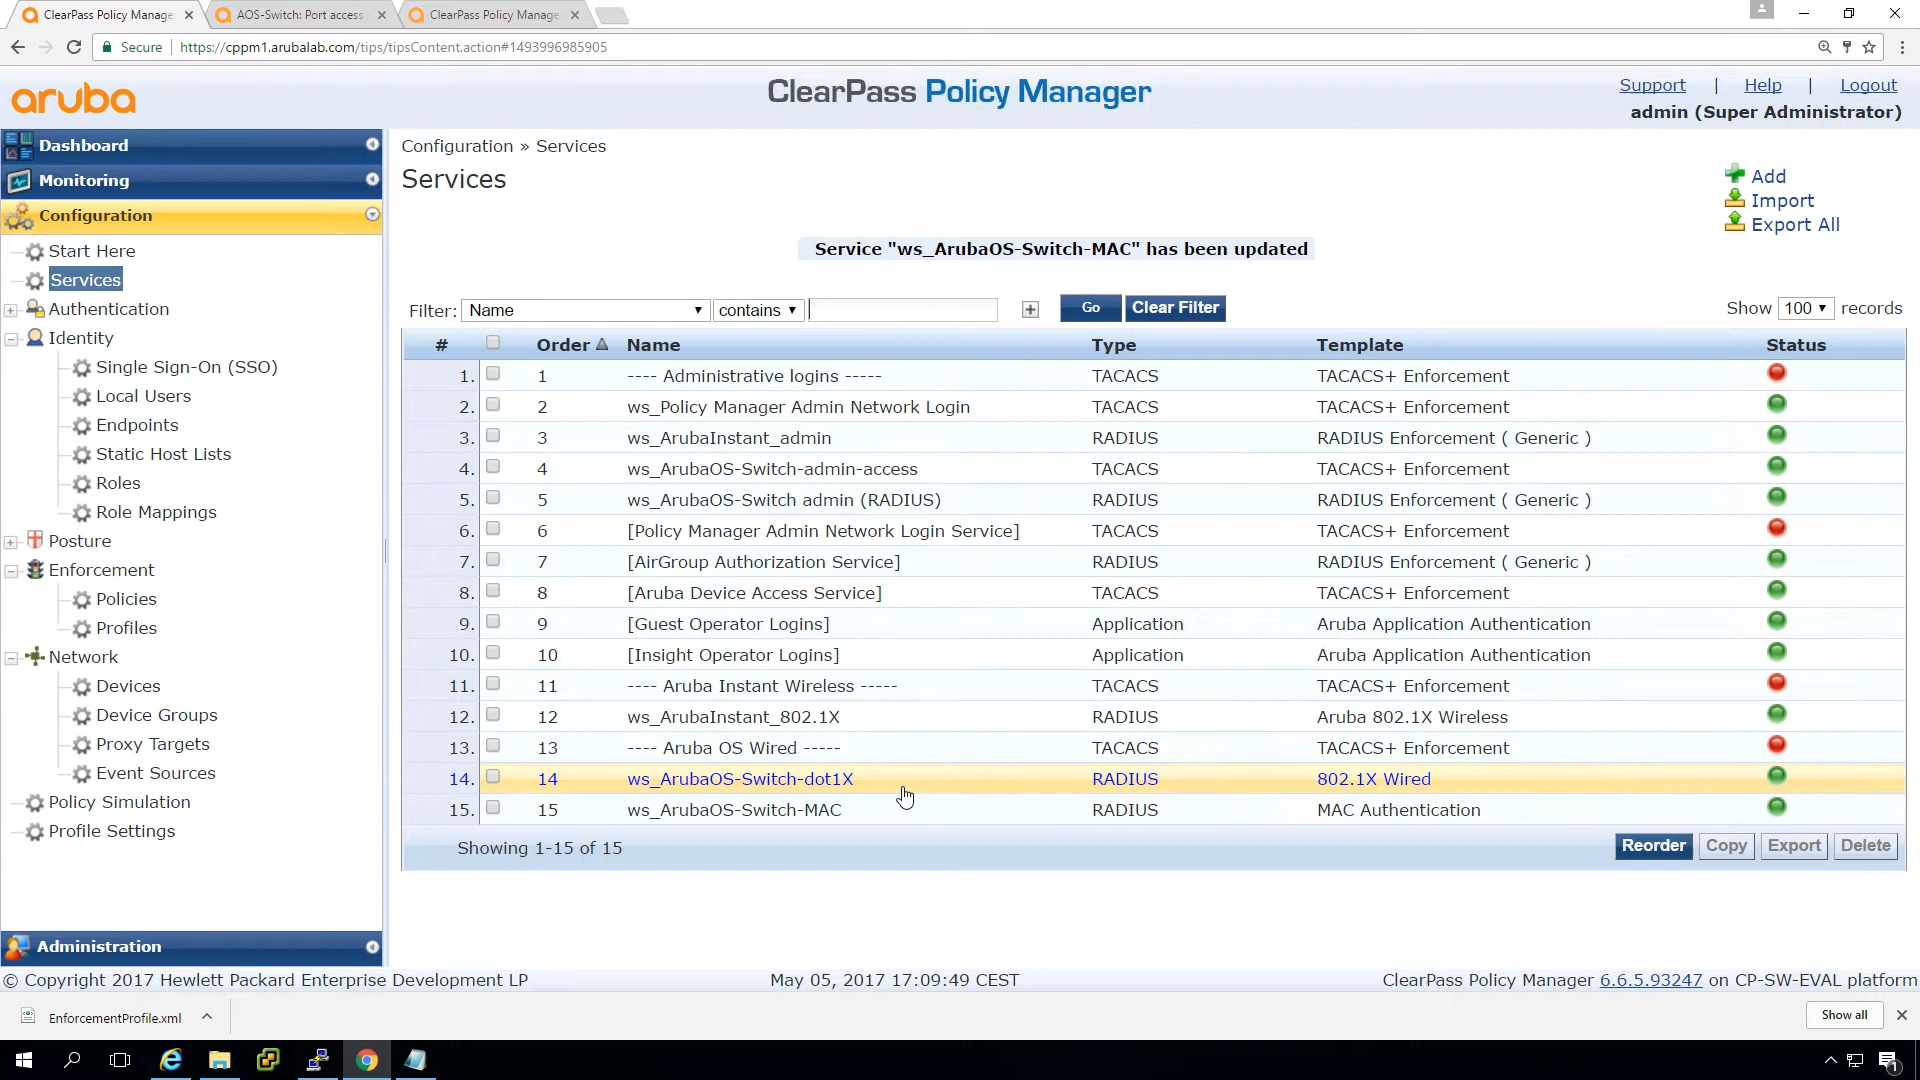 ClearPass Policy Manage
AOS-Switch: Port access
ClearPass Policy Manage
Secure
https://cppm1.arubalab.com/tips/tipsContent.action#1493996985905
aruba
ClearPass Policy Manager
Support | Help | Logout
admin (Super Administrator)
Dashboard
Monitoring
Configuration
Start Here
Services
Authentication
Identity
Single Sign-On (SSO)
Local Users
Endpoints
Static Host Lists
Roles
Role Mappings
Posture
Enforcement
Policies
Profiles
Network
Devices
Device Groups
Proxy Targets
Event Sources
Policy Simulation
Profile Settings
Administration
Configuration » Services
Services
Add
Import
Export All
Service "ws_ArubaOS-Switch-MAC" has been updated
Filter: Name contains Go Clear Filter Show 100 records
# Order Name Type Template Status
1. 1 ---- Administrative logins ----- TACACS TACACS+ Enforcement
2. 2 ws_Policy Manager Admin Network Login TACACS TACACS+ Enforcement
3. 3 ws_ArubaInstant_admin RADIUS RADIUS Enforcement ( Generic )
4. 4 ws_ArubaOS-Switch-admin-access TACACS TACACS+ Enforcement
5. 5 ws_ArubaOS-Switch admin (RADIUS) RADIUS RADIUS Enforcement ( Generic )
6. 6 [Policy Manager Admin Network Login Service] TACACS TACACS+ Enforcement
7. 7 [AirGroup Authorization Service] RADIUS RADIUS Enforcement ( Generic )
8. 8 [Aruba Device Access Service] TACACS TACACS+ Enforcement
9. 9 [Guest Operator Logins] Application Aruba Application Authentication
10. 10 [Insight Operator Logins] Application Aruba Application Authentication
11. 11 ---- Aruba Instant Wireless ----- TACACS TACACS+ Enforcement
12. 12 ws_ArubaInstant_802.1X RADIUS Aruba 802.1X Wireless
13. 13 ---- Aruba OS Wired ----- TACACS TACACS+ Enforcement
14. 14 ws_ArubaOS-Switch-dot1X RADIUS 802.1X Wired
15. 15 ws_ArubaOS-Switch-MAC RADIUS MAC Authentication
Showing 1-15 of 15
Reorder Copy Export Delete
© Copyright 2017 Hewlett Packard Enterprise Development LP
May 05, 2017 17:09:49 CEST
ClearPass Policy Manager 6.6.5.93247 on CP-SW-EVAL platform
EnforcementProfile.xml
Show all
1